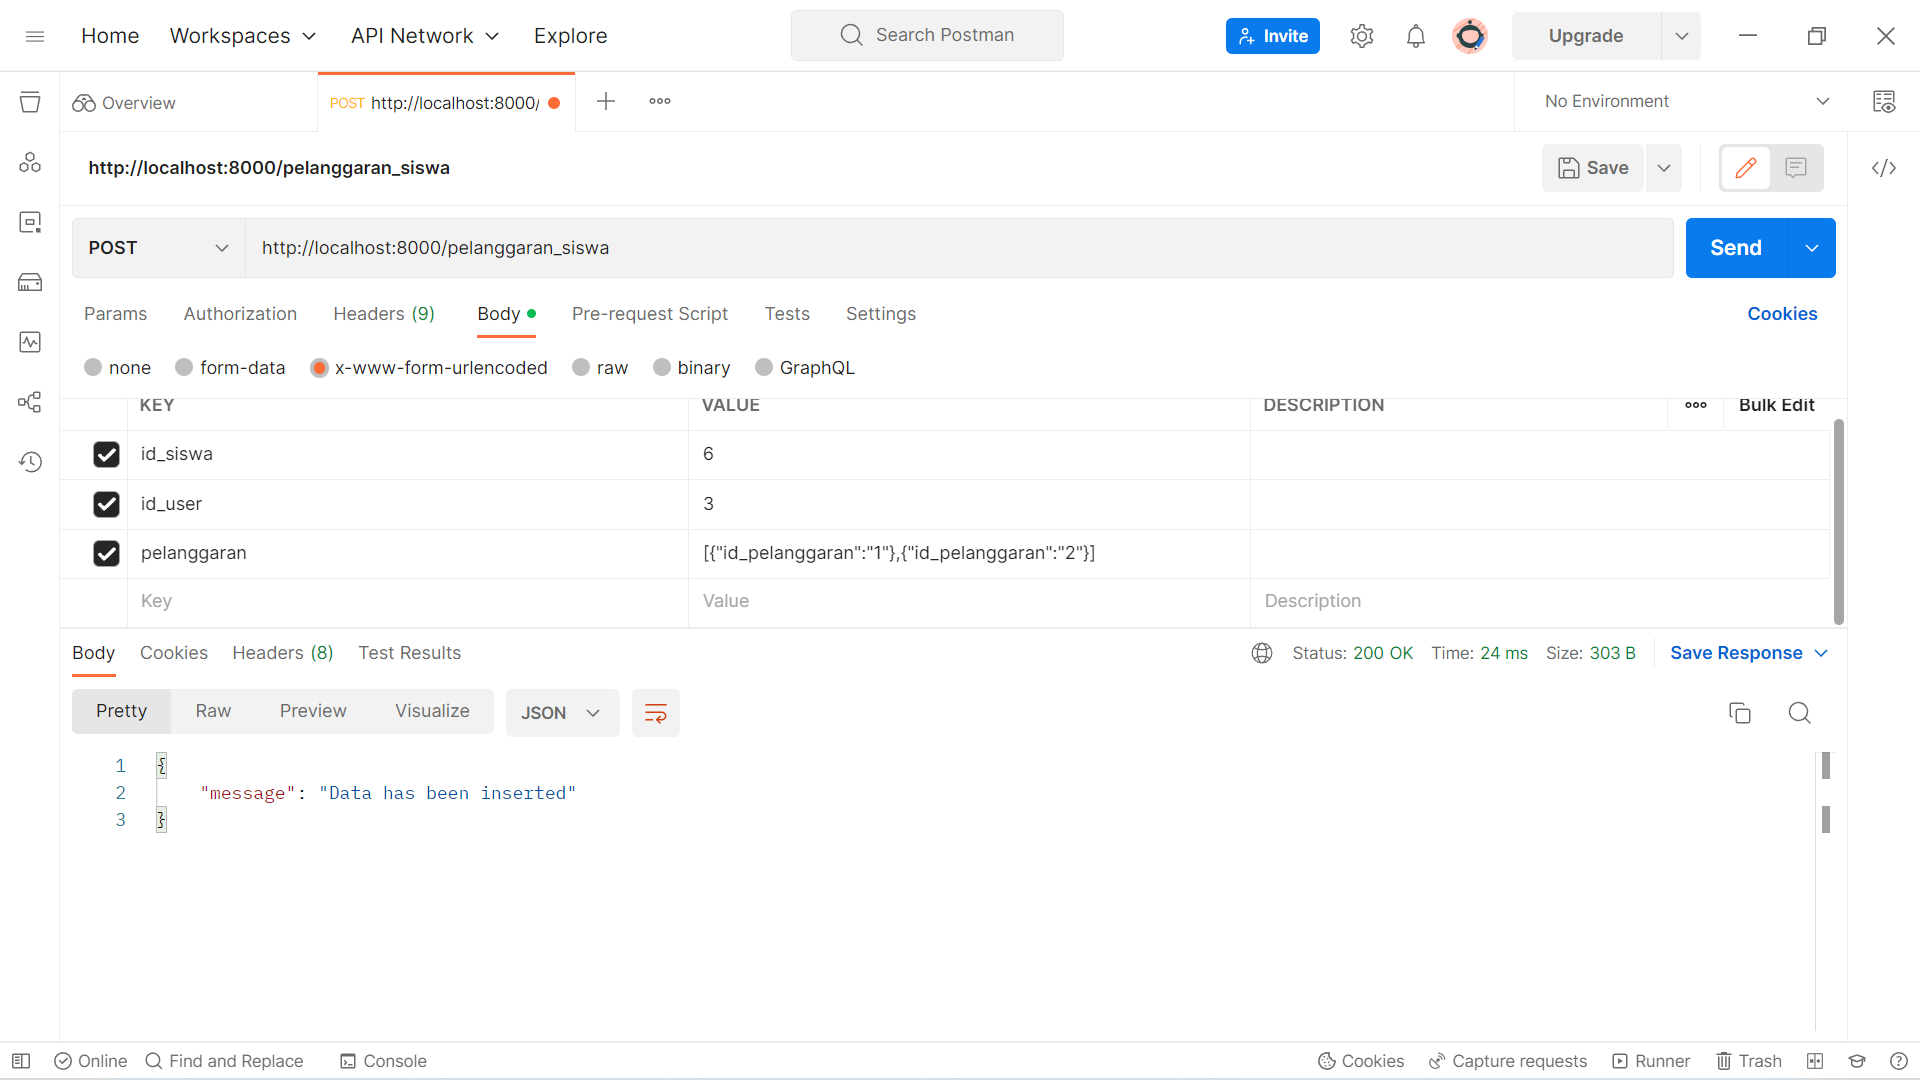 Home Workspaces API Network Explore Search Postman Invite Upgrade
Overview POST http://localhost:8000/ No Environment
http://localhost:8000/pelanggaran_siswa Save
POST http://localhost:8000/pelanggaran_siswa Send
Params Authorization Headers (9) Body Pre-request Script Tests Settings Cookies
none form-data x-www-form-urlencoded raw binary GraphQL
KEY VALUE DESCRIPTION Bulk Edit
id_siswa 6
id_user 3
pelanggaran [{"id_pelanggaran":"1"},{"id_pelanggaran":"2"}]
Key Value Description
Body Cookies Headers (8) Test Results Status: 200 OK Time: 24 ms Size: 303 B Save Response
Pretty Raw Preview Visualize JSON
1 {
2 "message": "Data has been inserted"
3 }
Online Find and Replace Console Cookies Capture requests Runner Trash